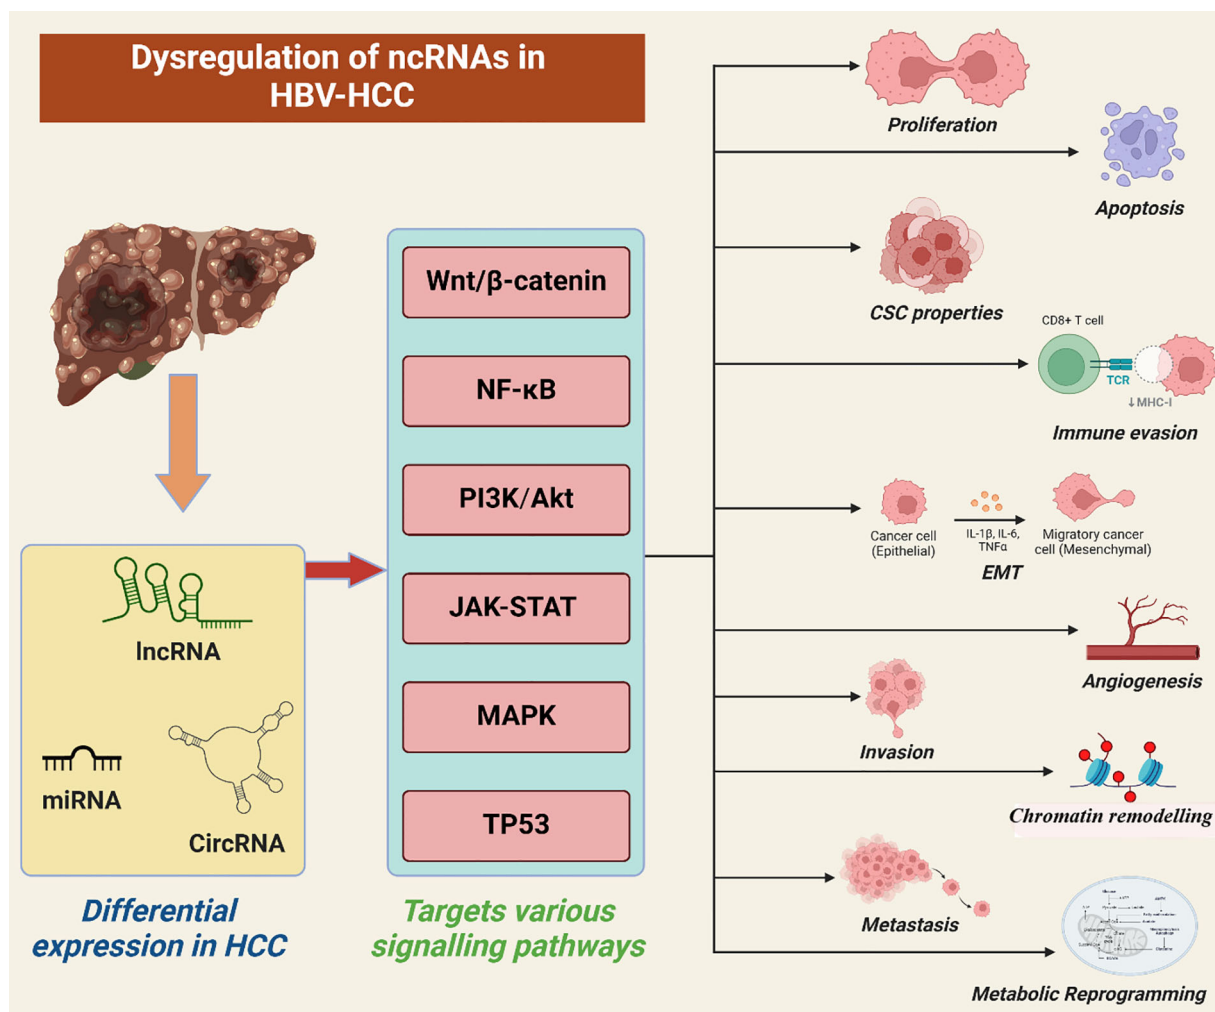 Dysregulation of ncRNAs in
HBV-HCC
Wnt/β-catenin
NF-κB
PI3K/Akt
JAK-STAT
MAPK
TP53
lncRNA
miRNA
CircRNA
Differential
expression in HCC
Targets various
signalling pathways
Proliferation
Apoptosis
CSC properties
CD8+ T cell
TCR
↓MHC-I
Immune evasion
Cancer cell
(Epithelial)
IL-1β, IL-6,
TNFα
Migratory cancer
cell (Mesenchymal)
EMT
Angiogenesis
Invasion
Chromatin remodelling
Metastasis
Metabolic Reprogramming